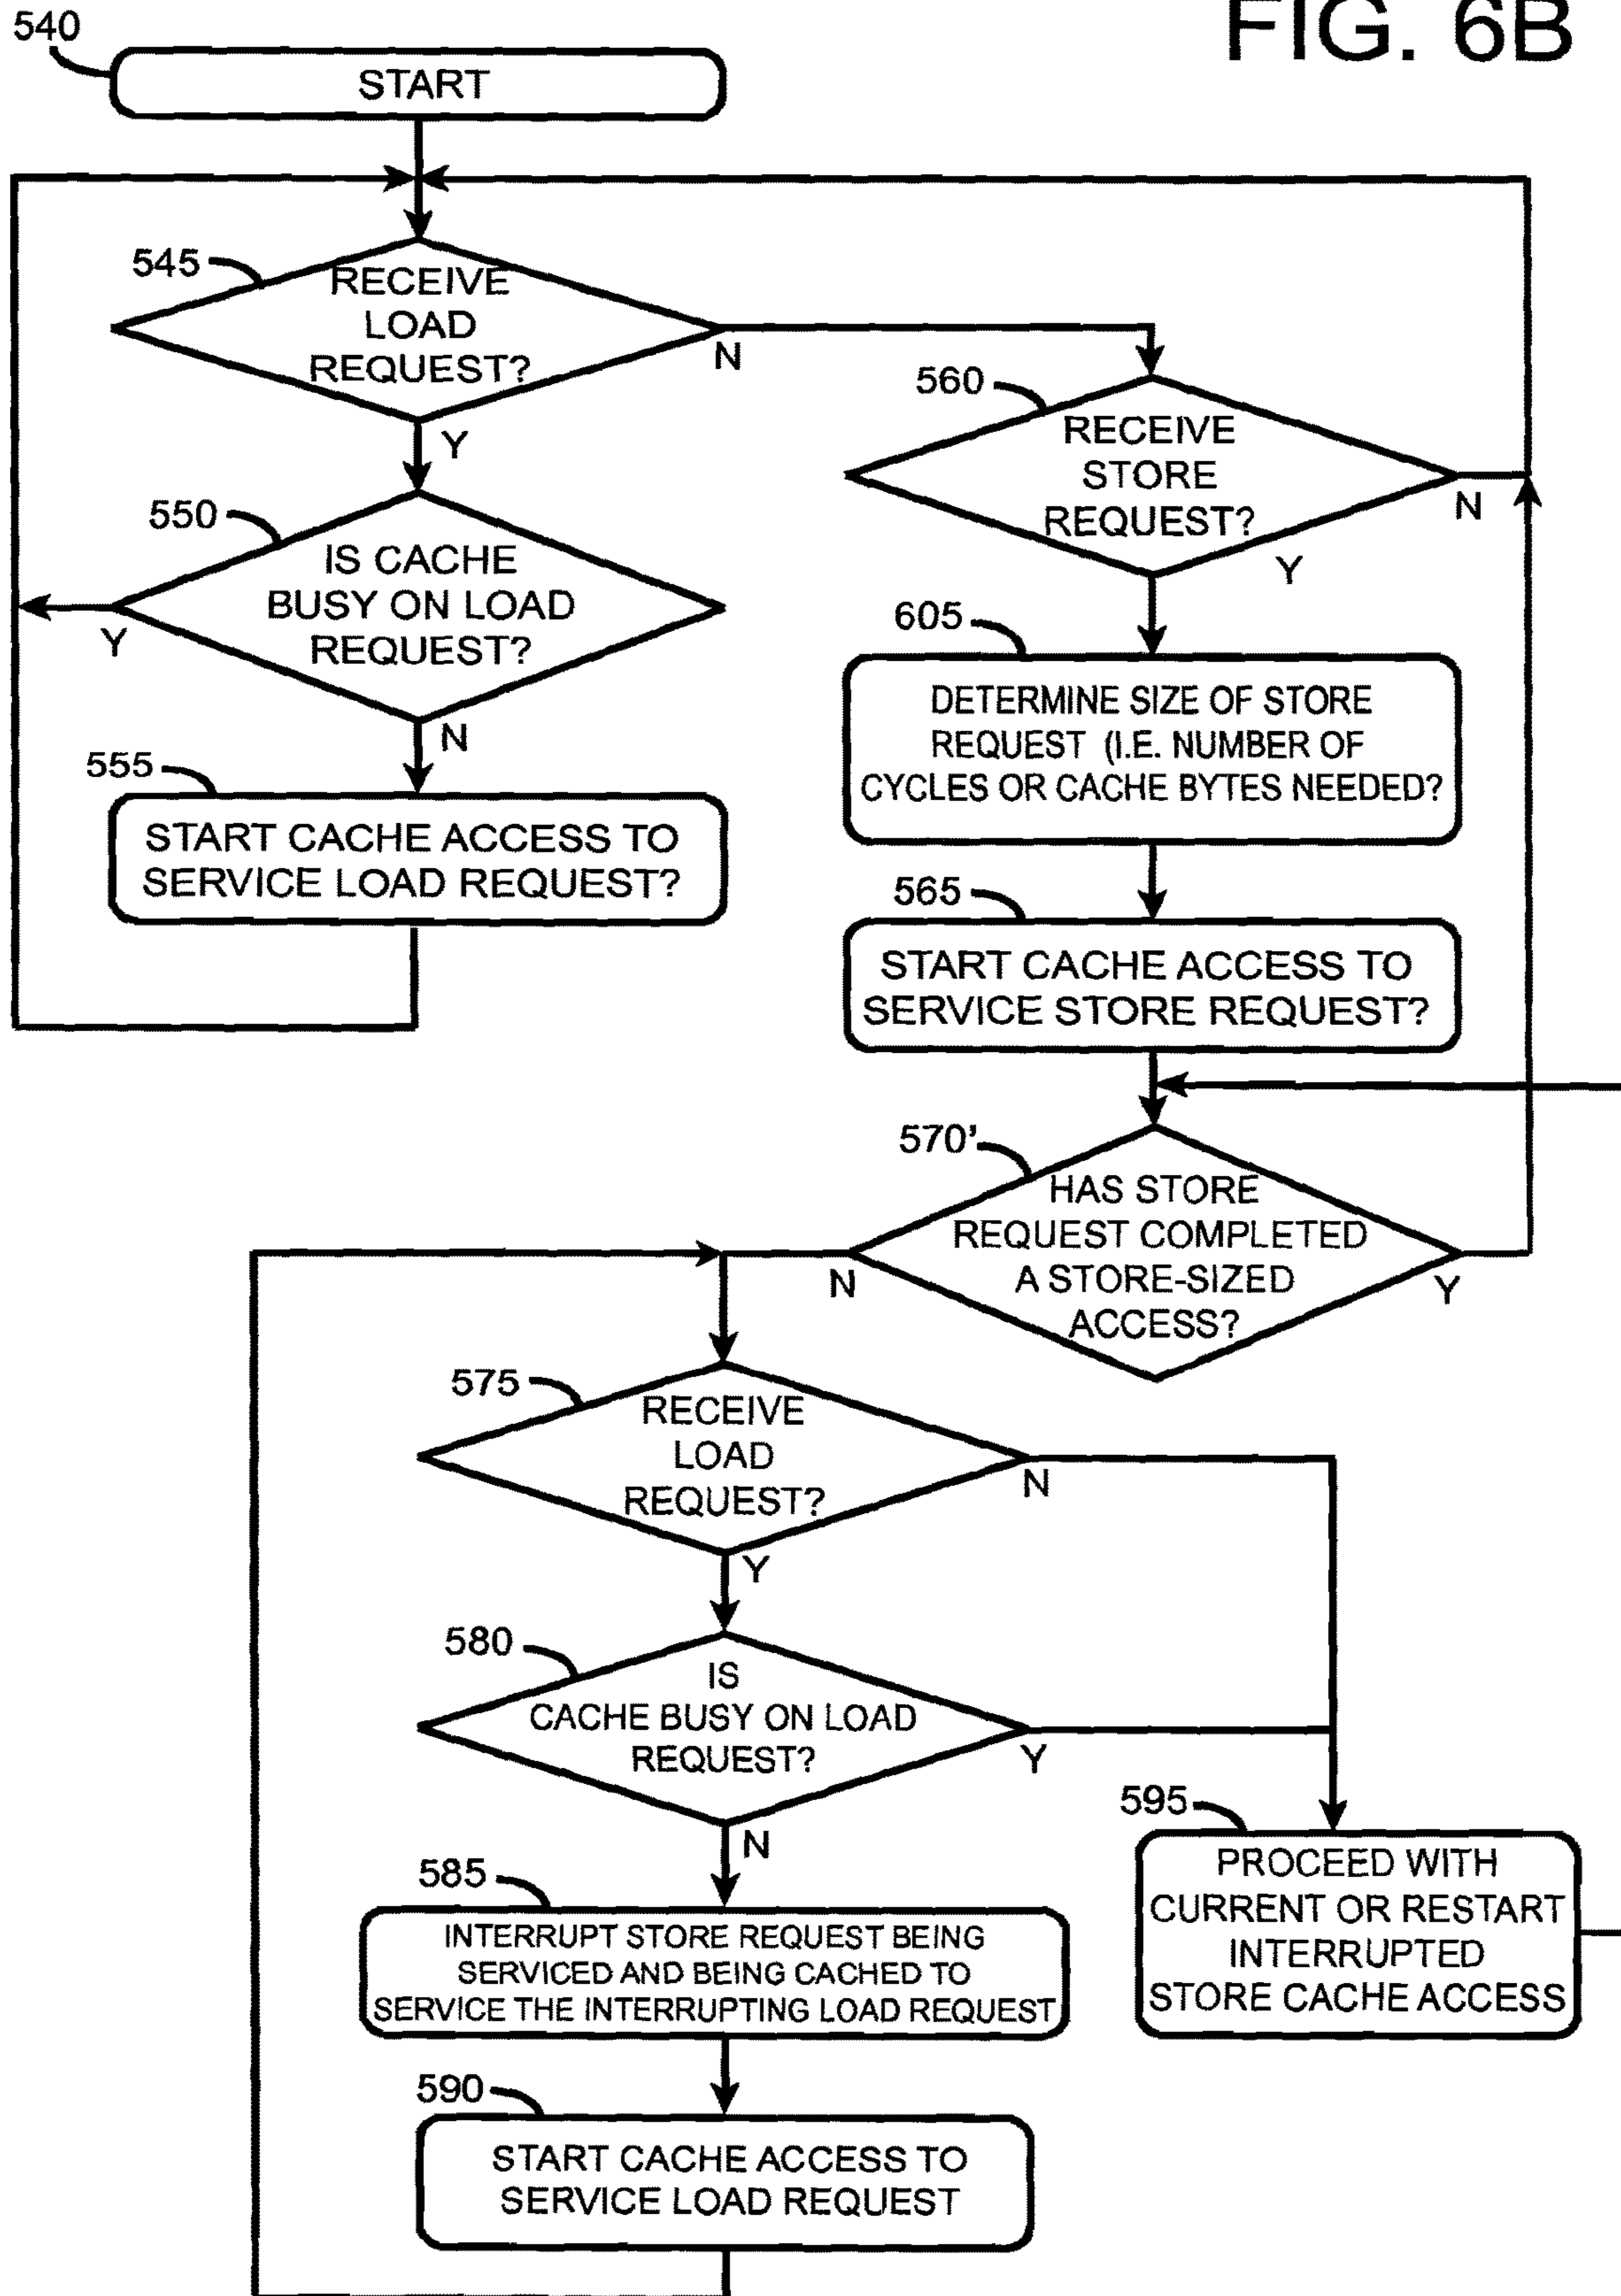 FIG. 6B
540
START
545
RECEIVE
LOAD
REQUEST?
N
Y
550
IS CACHE
BUSY ON LOAD
REQUEST?
Y
N
555
START CACHE ACCESS TO
SERVICE LOAD REQUEST?
560
RECEIVE
STORE
REQUEST?
N
Y
605
DETERMINE SIZE OF STORE
REQUEST (I.E. NUMBER OF
CYCLES OR CACHE BYTES NEEDED?
565
START CACHE ACCESS TO
SERVICE STORE REQUEST?
570'
HAS STORE
REQUEST COMPLETED
A STORE-SIZED
ACCESS?
N
Y
575
RECEIVE
LOAD
REQUEST?
N
Y
580
IS
CACHE BUSY ON LOAD
REQUEST?
Y
N
585
INTERRUPT STORE REQUEST BEING
SERVICED AND BEING CACHED TO
SERVICE THE INTERRUPTING LOAD REQUEST
590
START CACHE ACCESS TO
SERVICE LOAD REQUEST
595
PROCEED WITH
CURRENT OR RESTART
INTERRUPTED
STORE CACHE ACCESS